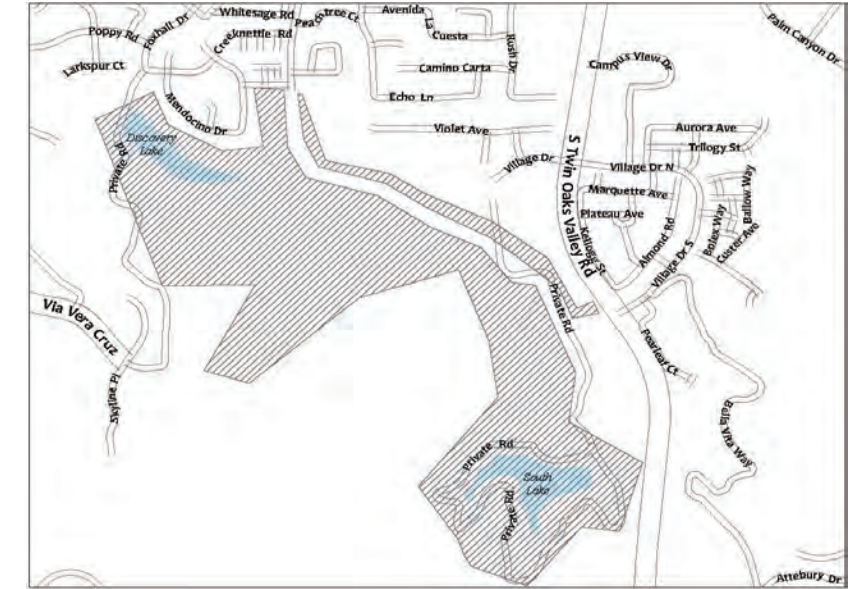 Whitesage Rd
Avenida
La
Cuesta
Poppy Rd
Foxhall Dr
Creeknettle Rd
Peachtree Ct
Rush Dr
Palm Canyon Dr
Larkspur Ct
Camino Carta
Campus View Dr
Echo Ln
Mendocino Dr
Violet Ave
Aurora Ave
Trilogy St
Discovery
Lake
Private Rd
Village Dr
Village Dr N
S Twin Oaks Valley Rd
Marquette Ave
Plateau Ave
Kellogg St
Almond Rd
Village Dr S
Bolex Way
Ballow Way
Custer Ave
Private Rd
Via Vera Cruz
Skyline Pl
Pearleaf Ct
Bella Vita Way
Private Rd
South
Lake
Private Rd
Attebury Dr